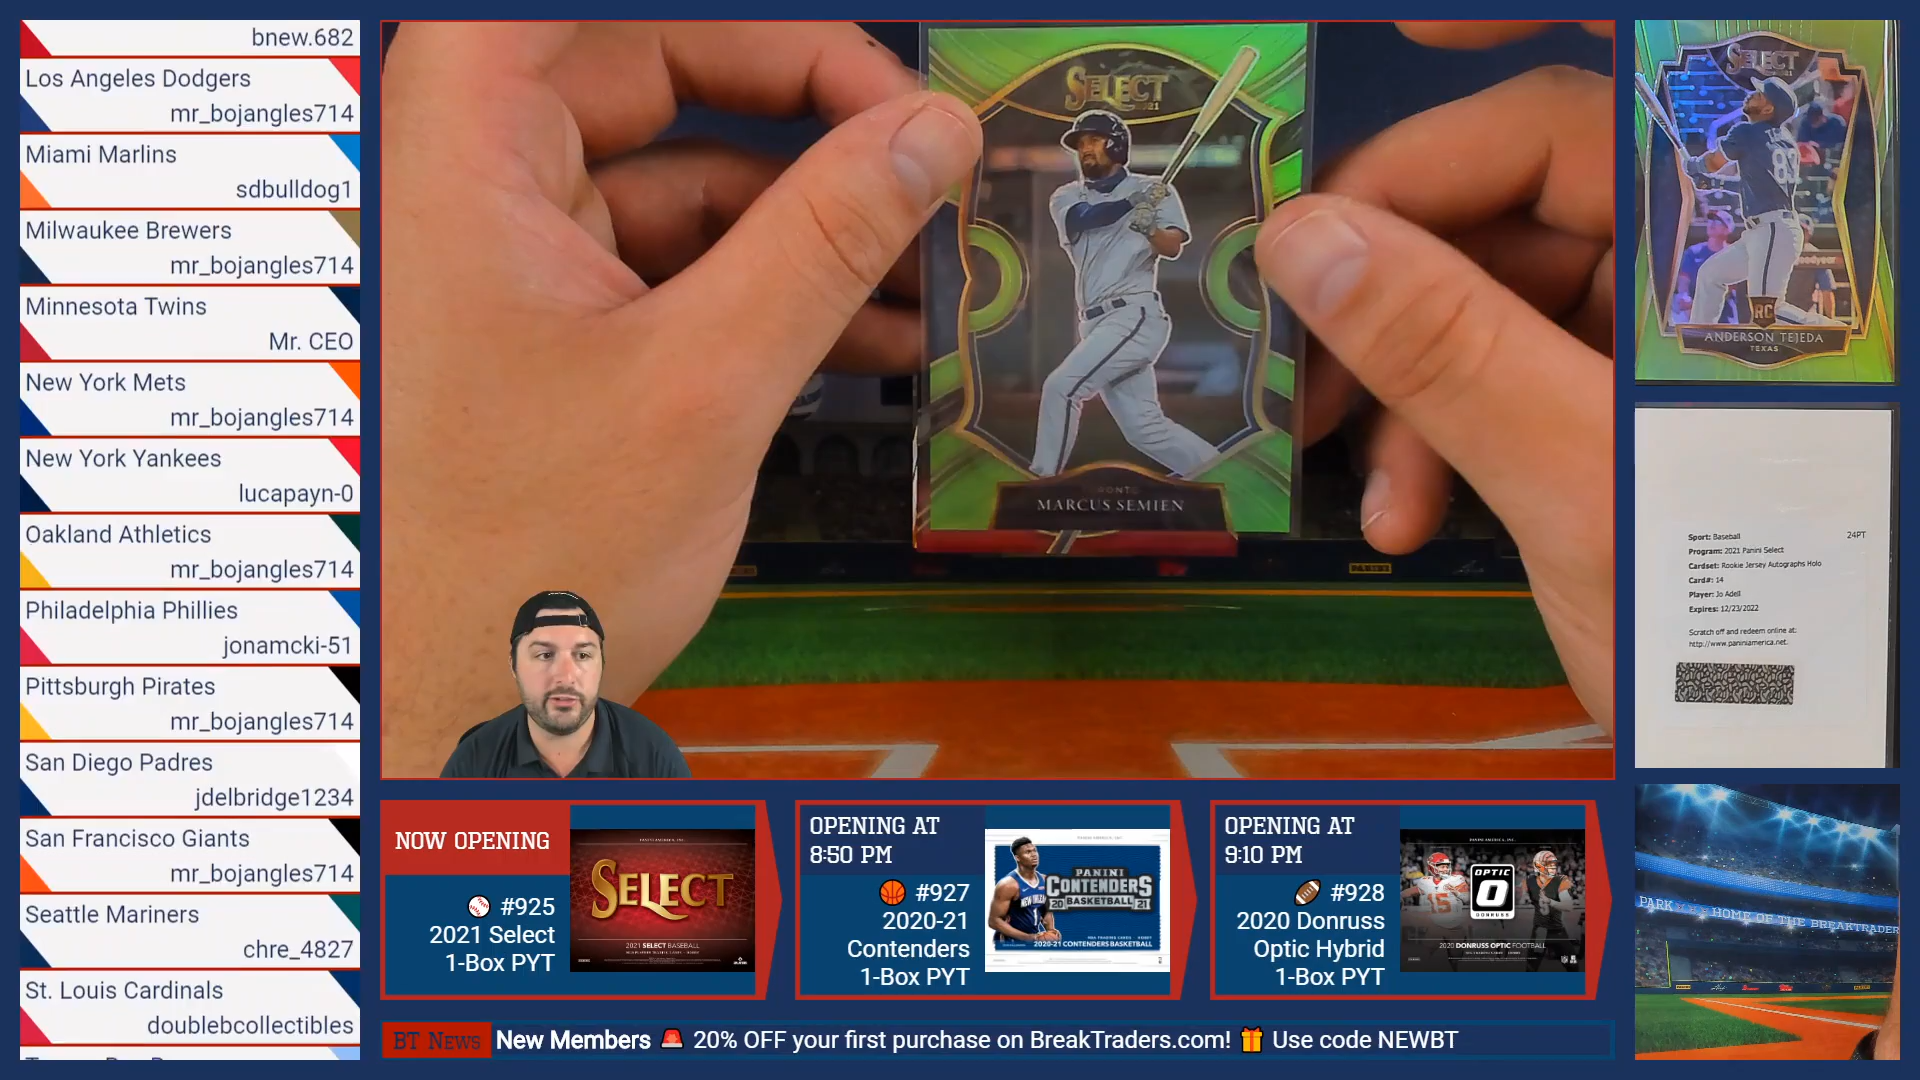 bnew.682
Los Angeles Dodgers
mr_bojangles714
Miami Marlins
sdbulldog1
Milwaukee Brewers
mr_bojangles714
Minnesota Twins
Mr. CEO
New York Mets
mr_bojangles714
New York Yankees
lucapayn-0
Oakland Athletics
mr_bojangles714
Philadelphia Phillies
jonamcki-51
Pittsburgh Pirates
mr_bojangles714
San Diego Padres
jdelbridge1234
San Francisco Giants
mr_bojangles714
Seattle Mariners
chre_4827
St. Louis Cardinals
doublebcollectibles
SELECT
MARCUS SEMIEN
PANINI
NOW OPENING
#925
2021 Select
1-Box PYT
SELECT
2021 SELECT BASEBALL
OPENING AT
8:50 PM
#927
2020-21
Contenders
1-Box PYT
PANINI
CONTENDERS
20 BASKETBALL 21
2020-21 CONTENDERS BASKETBALL
OPENING AT
9:10 PM
#928
2020 Donruss
Optic Hybrid
1-Box PYT
OPTIC
DONRUSS
2020 DONRUSS OPTIC FOOTBALL
BT NEWS
New Members 🚨 20% OFF your first purchase on BreakTraders.com! 🎁 Use code NEWBT
SELECT
RC
ANDERSON TEJEDA
TEXAS
Sport: Baseball 24PT
Program: 2021 Panini Select
Cardset: Rookie Jersey Autographs Holo
Card#: 14
Player: Jo Adell
Expires: 12/23/2022
Scratch off and redeem online at:
http://www.paniniamerica.net.
PARK HOME OF THE BREAKTRADER